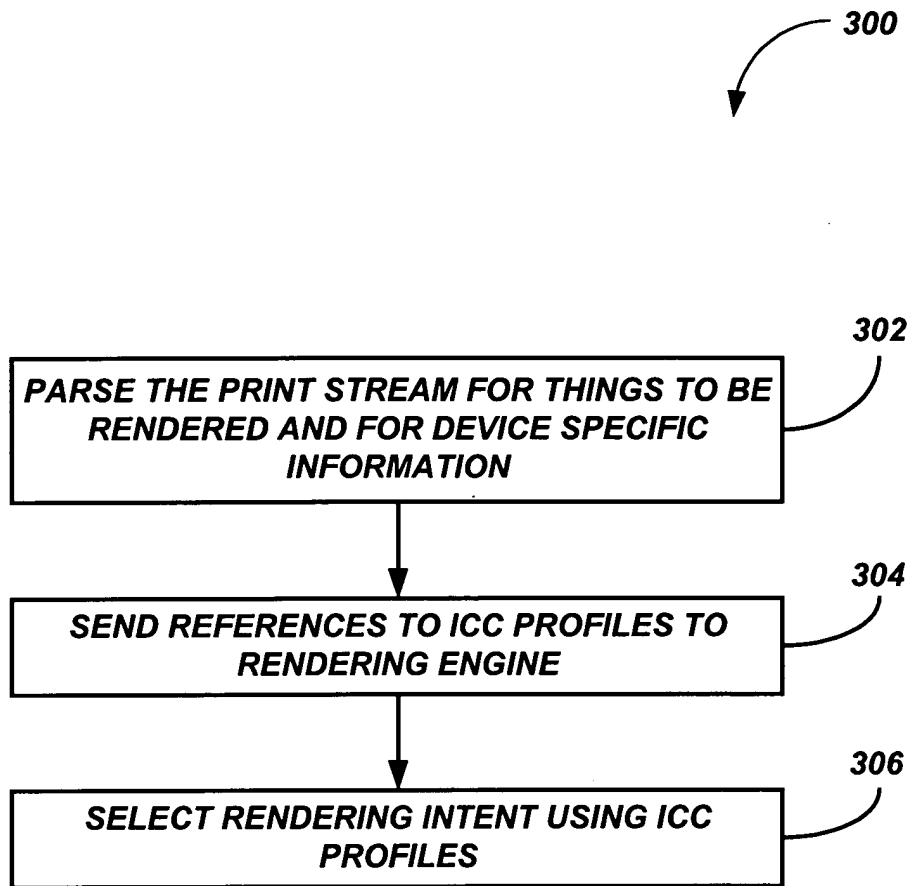 300
302
PARSE THE PRINT STREAM FOR THINGS TO BE
RENDERED AND FOR DEVICE SPECIFIC
INFORMATION
304
SEND REFERENCES TO ICC PROFILES TO
RENDERING ENGINE
306
SELECT RENDERING INTENT USING ICC
PROFILES